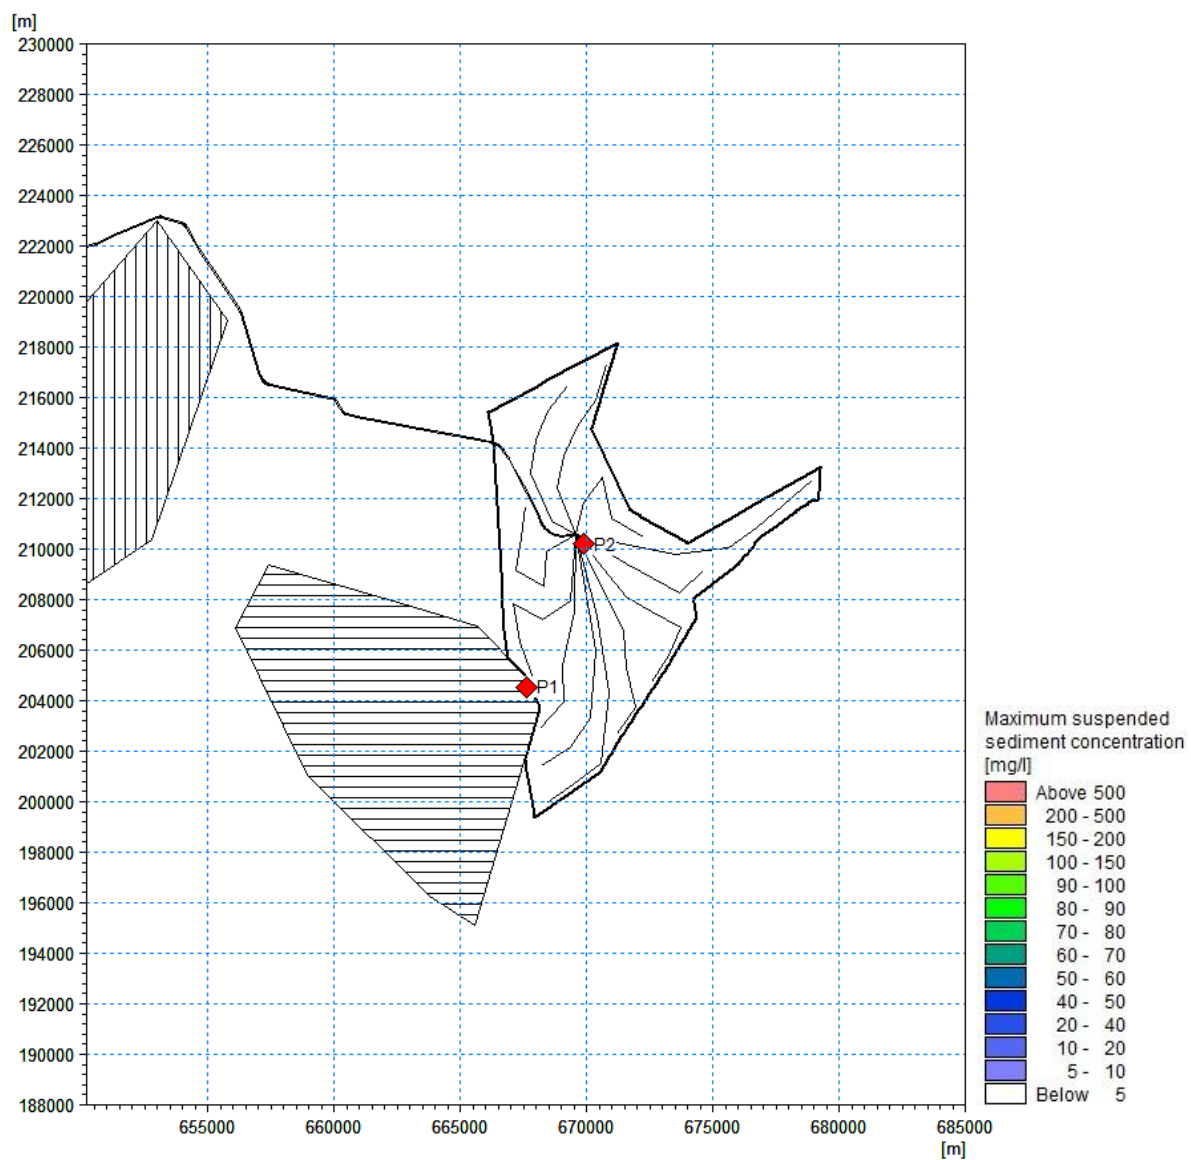 [m]
230000
228000
226000
224000
222000
220000
218000
216000
214000
212000
210000
208000
206000
204000
202000
200000
198000
196000
194000
192000
190000
188000
P2
P1
655000 660000 665000 670000 675000 680000 685000
[m]
Maximum suspended
sediment concentration
[mg/l]
Above 500
200 - 500
150 - 200
100 - 150
90 - 100
80 - 90
70 - 80
60 - 70
50 - 60
40 - 50
20 - 40
10 - 20
5 - 10
Below 5